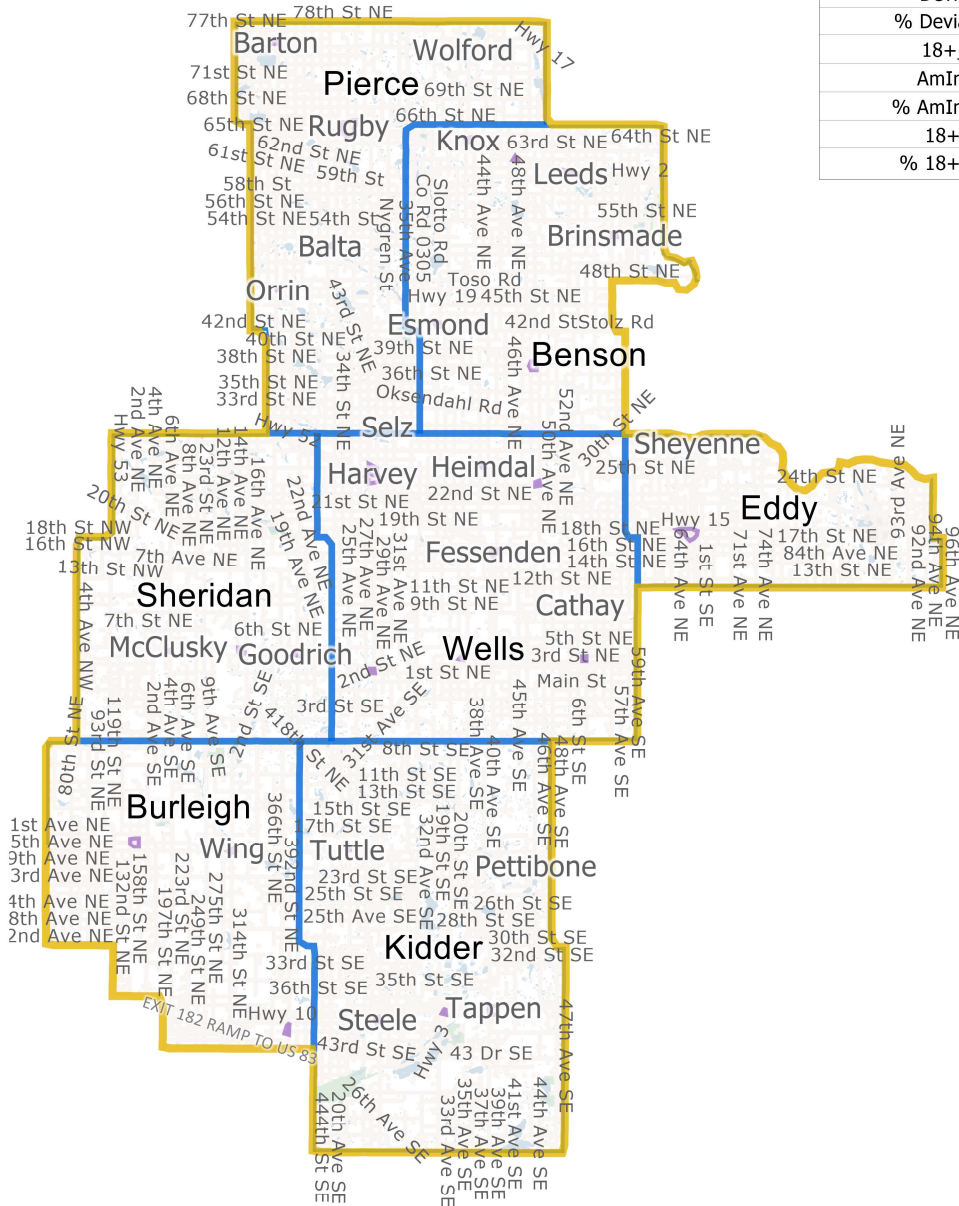 78th St NE
77th St NE
Barton
Wolford
Hwy 17
71st St NE
Pierce
69th St NE
68th St NE
66th St NE
65th St NE
Rugby
Knox
63rd St NE
64th St NE
62nd St NE
61st St NE
59th St
Leeds
Hwy 2
58th St
56th St NE
54th St NE
54th St
Nygren St
35th Ave
Co Rd 0305
Slotto Rd
44th Ave NE
48th Ave NE
55th St NE
Balta
Brinsmade
48th St NE
Toso Rd
Orrin
Hwy 19
45th St NE
43rd St NE
42nd St NE
Esmond
42nd St
Stolz Rd
40th St NE
39th St NE
38th St NE
34th St NE
46th Ave NE
Benson
35th St NE
36th St NE
33rd St NE
Oksendahl Rd
52nd Ave NE
30th St NE
Hwy 52
Selz
50th Ave NE
Sheyenne
Hwy 53
2nd Ave NE
4th Ave NE
6th Ave NE
8th Ave NE
23rd St NE
12th Ave NE
14th Ave NE
16th Ave NE
19th Ave NE
22nd Ave NE
Harvey
Heimdal
25th St NE
24th St NE
93rd Ave NE
22nd St NE
21st St NE
20th St NE
19th St NE
Eddy
Hwy 15
18th St NW
18th St NE
17th St NE
16th St NW
16th St NE
7th Ave NE
Fessenden
84th Ave NE
14th St NE
13th St NW
13th St NE
12th St NE
25th Ave NE
27th Ave NE
29th Ave NE
31st Ave NE
11th St NE
9th St NE
64th Ave NE
1st St SE
71st Ave NE
74th Ave NE
92nd Ave NE
94th Ave NE
96th Ave NE
Sheridan
Cathay
4th Ave NW
7th St NE
6th St NE
5th St NE
McClusky
Goodrich
Wells
3rd St NE
2nd St NE
1st St NE
Main St
59th Ave SE
57th Ave SE
6th St SE
45th Ave SE
38th Ave SE
40th Ave SE
46th Ave SE
48th Ave SE
3rd St SE
31st Ave SE
418th St NE
2nd St SE
9th Ave SE
6th Ave SE
4th Ave SE
2nd Ave SE
119th St NE
93rd St NE
80th St NE
8th St SE
11th St SE
13th St SE
15th St SE
17th St SE
Burleigh
366th St NE
392nd St NE
1st Ave NE
5th Ave NE
9th Ave NE
3rd Ave NE
4th Ave NE
8th Ave NE
2nd Ave NE
Wing
Tuttle
32nd Ave SE
19th St SE
20th St SE
Pettibone
23rd St SE
25th St SE
26th St SE
25th Ave SE
28th St SE
132nd St NE
158th St NE
197th St NE
223rd St NE
249th St NE
275th St NE
314th St NE
Kidder
30th St SE
32nd St SE
33rd St SE
35th St SE
36th St SE
EXIT 182 RAMP TO US 83
Hwy 10
Steele
Tappen
47th Ave SE
43rd St SE
Hwy 3
43 Dr SE
444th St SE
20th Ave SE
26th Ave SE
33rd Ave SE
35th Ave SE
37th Ave SE
39th Ave SE
41st Ave SE
44th Ave SE
% Devia
18+
AmIn
% AmIn
18+
% 18+